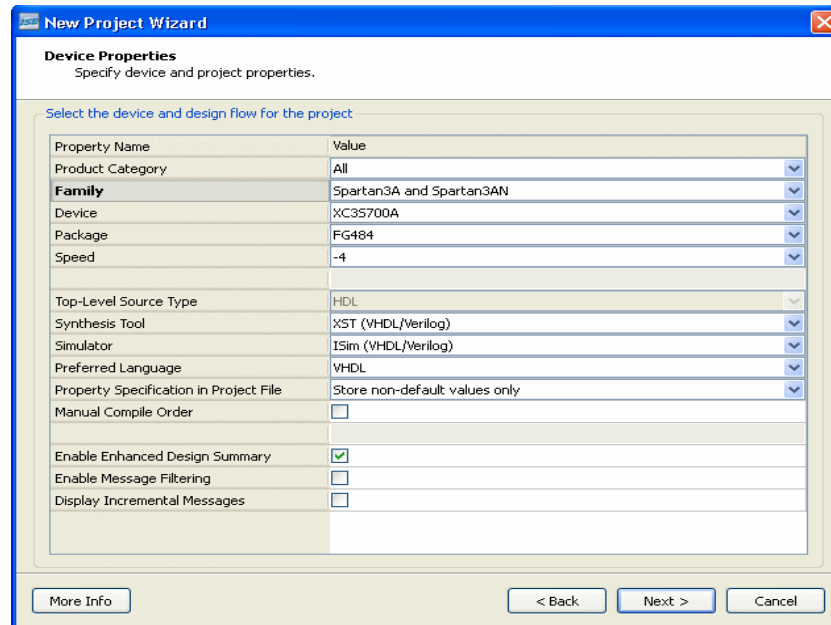 ISE New Project Wizard
Device Properties
Specify device and project properties.
Select the device and design flow for the project
Property Name Value
Product Category All
Family Spartan3A and Spartan3AN
Device XC3S700A
Package FG484
Speed -4
Top-Level Source Type HDL
Synthesis Tool XST (VHDL/Verilog)
Simulator ISim (VHDL/Verilog)
Preferred Language VHDL
Property Specification in Project File Store non-default values only
Manual Compile Order
Enable Enhanced Design Summary
Enable Message Filtering
Display Incremental Messages
More Info < Back Next > Cancel